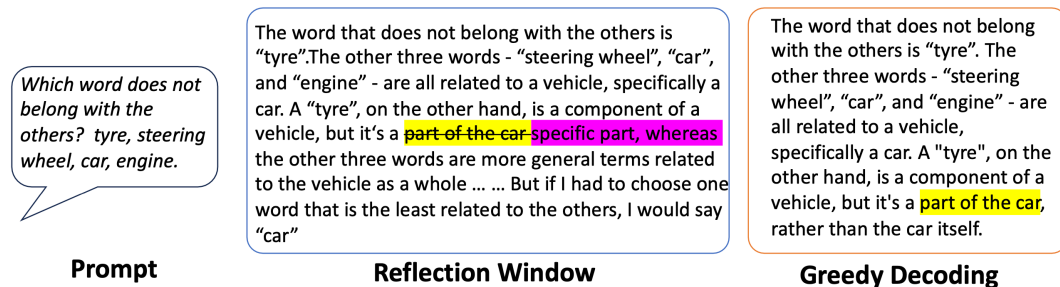 Which word does not
belong with the
others? tyre, steering
wheel, car, engine.
Prompt
The word that does not belong with the others is
“tyre”.The other three words - “steering wheel”, “car”,
and “engine” - are all related to a vehicle, specifically a
car. A “tyre”, on the other hand, is a component of a
vehicle, but it‘s a part of the car specific part, whereas
the other three words are more general terms related
to the vehicle as a whole … … But if I had to choose one
word that is the least related to the others, I would say
“car”
Reflection Window
The word that does not belong
with the others is “tyre”. The
other three words - “steering
wheel”, “car”, and “engine” - are
all related to a vehicle,
specifically a car. A "tyre", on the
other hand, is a component of a
vehicle, but it's a part of the car,
rather than the car itself.
Greedy Decoding